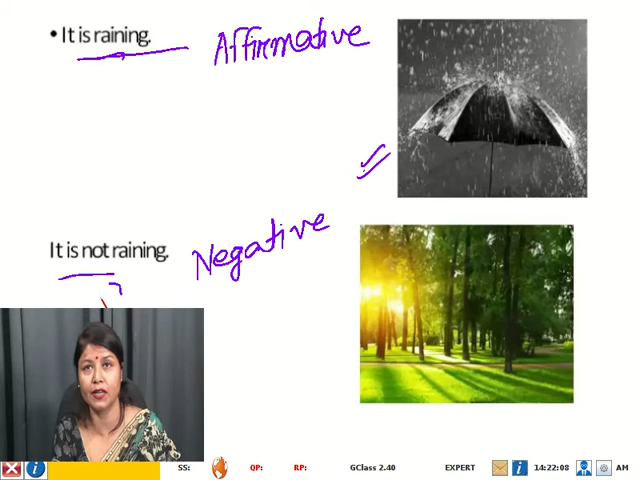 • It is raining. Affirmative
It is not raining. Negative
SS: QP: RP: GClass 2.40 EXPERT 14:22:08 AM